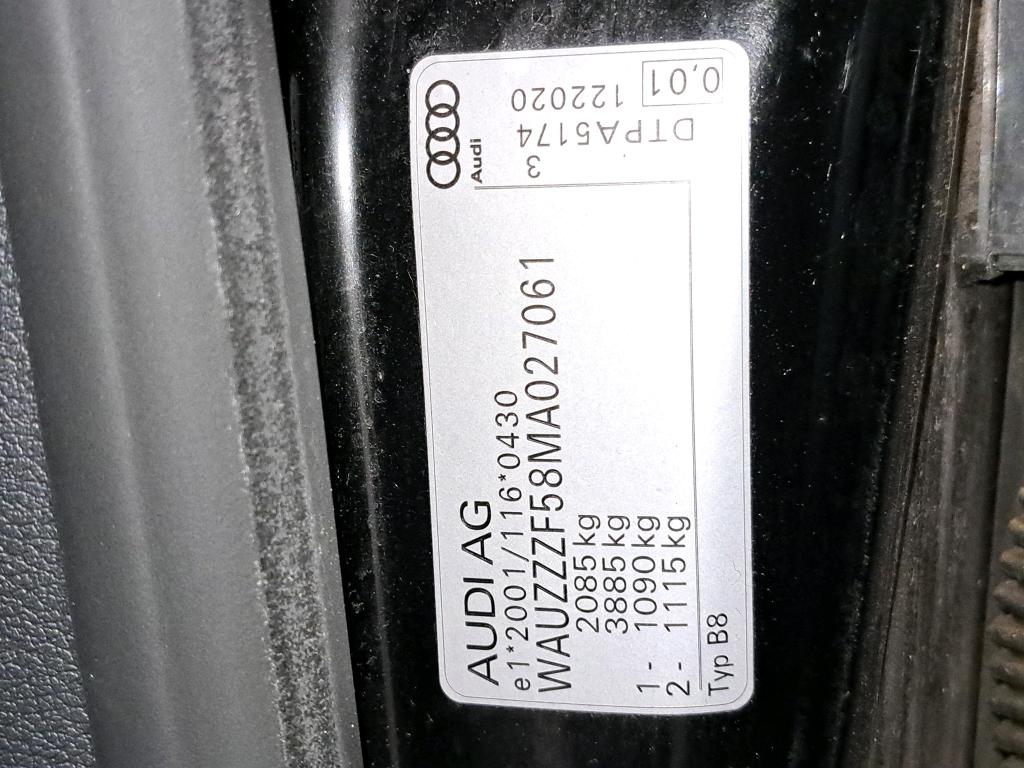 AUDI AG
e1*2001/116*0430
WAUZZZF58MA027061
2085kg
3885kg
1- 1090kg
2- 1115kg
Typ B8
Audi
3
DTPA5174
122020
0,01